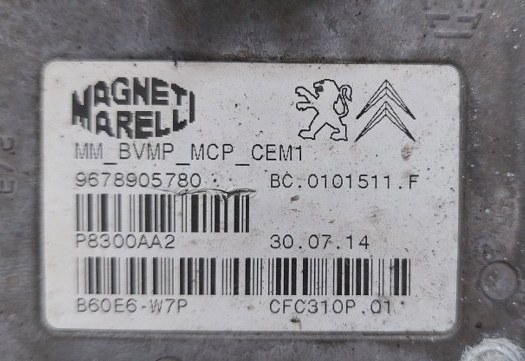 MAGNETI
MARELLI
MM_BVMP_MCP_CEM1
9678905780 BC.0101511.F
P8300AA2 30.07.14
B60E6-W7P CFC310P.01